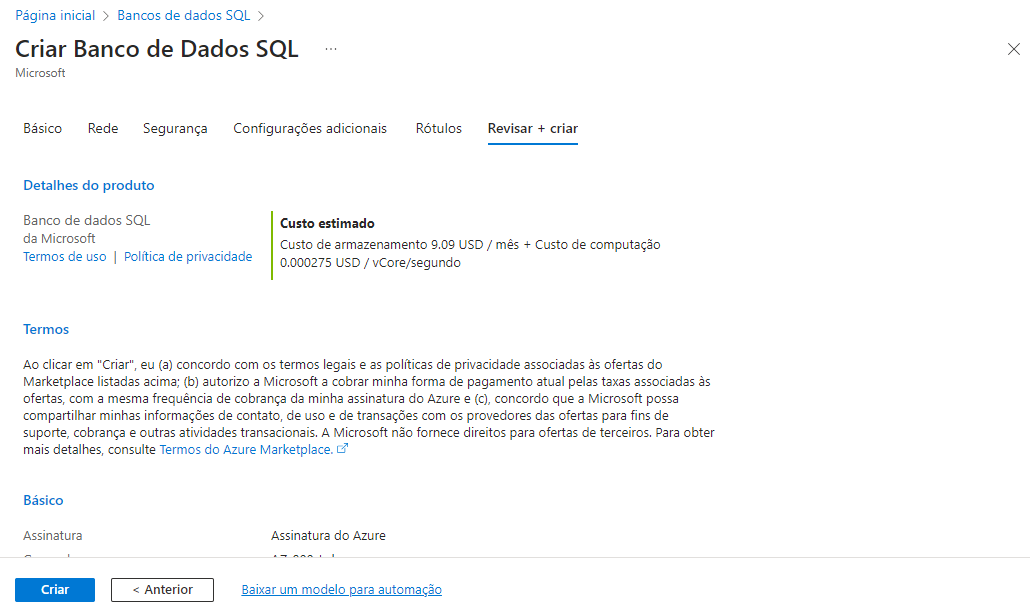 Página inicial > Bancos de dados SQL >
Criar Banco de Dados SQL ...
Microsoft
Básico Rede Segurança Configurações adicionais Rótulos Revisar + criar
Detalhes do produto
Banco de dados SQL
da Microsoft
Termos de uso | Política de privacidade
Custo estimado
Custo de armazenamento 9.09 USD / mês + Custo de computação
0.000275 USD / vCore/segundo
Termos
Ao clicar em "Criar", eu (a) concordo com os termos legais e as políticas de privacidade associadas às ofertas do
Marketplace listadas acima; (b) autorizo a Microsoft a cobrar minha forma de pagamento atual pelas taxas associadas às
ofertas, com a mesma frequência de cobrança da minha assinatura do Azure e (c), concordo que a Microsoft possa
compartilhar minhas informações de contato, de uso e de transações com os provedores das ofertas para fins de
suporte, cobrança e outras atividades transacionais. A Microsoft não fornece direitos para ofertas de terceiros. Para obter
mais detalhes, consulte Termos do Azure Marketplace.
Básico
Assinatura Assinatura do Azure
Criar < Anterior Baixar um modelo para automação